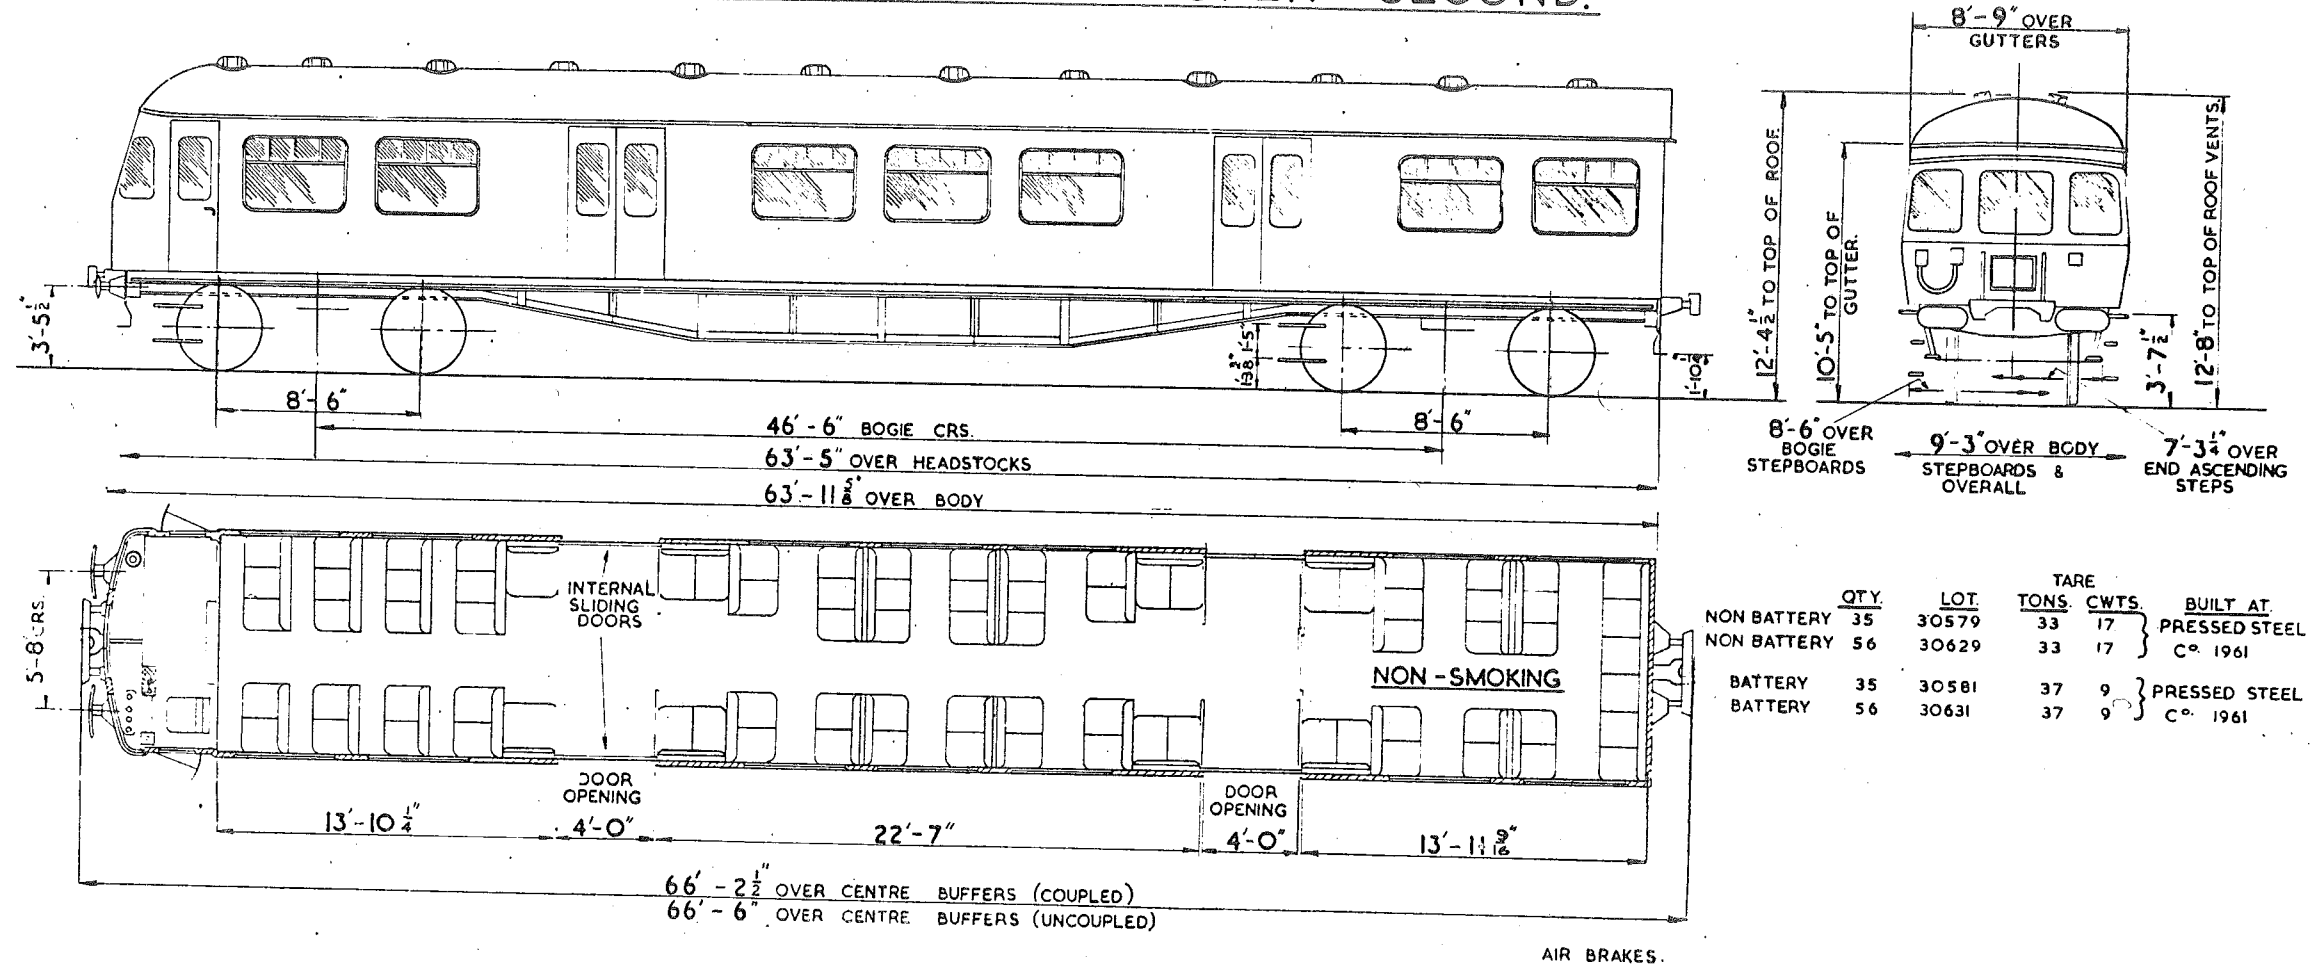 SECOND.
8'-9" OVER
GUTTERS
12'-4½" TO TOP OF ROOF.
10'-5" TO TOP OF
GUTTER.
12'-8" TO TOP OF ROOF VENTS.
3'-7½"
3'-5½"
1'-5"
1'-10"
8'-6"
8'-6"
46'-6" BOGIE CRS.
63'-5" OVER HEADSTOCKS
63'-11⅝" OVER BODY
8'-6" OVER
BOGIE
STEPBOARDS
9'-3" OVER BODY
STEPBOARDS &
OVERALL
7'-3¼" OVER
END ASCENDING
STEPS
5'-8" CRS.
INTERNAL
SLIDING
DOORS
NON-SMOKING
DOOR
OPENING
DOOR
OPENING
13'-10¼"
4'-0"
22'-7"
4'-0"
13'-11 9/16"
66'-2½" OVER CENTRE BUFFERS (COUPLED)
66'-6" OVER CENTRE BUFFERS (UNCOUPLED)
TARE
QTY. LOT. TONS. CWTS. BUILT AT.
NON BATTERY 35 30579 33 17 PRESSED STEEL
NON BATTERY 56 30629 33 17 Co. 1961
BATTERY 35 30581 37 9 PRESSED STEEL
BATTERY 56 30631 37 9 Co. 1961
AIR BRAKES.